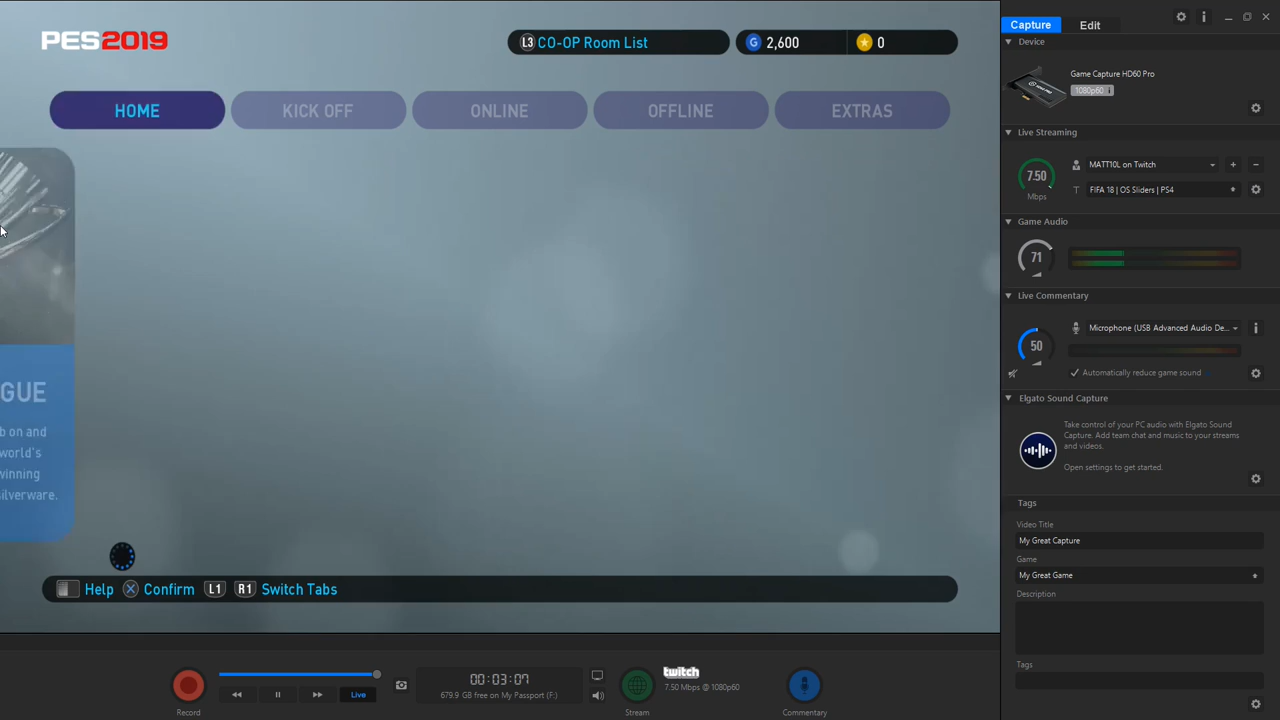 PES2019
L3 CO-OP Room List
G 2,600
0
HOME
KICK OFF
ONLINE
OFFLINE
EXTRAS
GUE
b on and
world's
winning
silverware.
Help
Confirm
L1 R1 Switch Tabs
Capture
Edit
Device
Game Capture HD60 Pro
1080p60
Live Streaming
7.50
Mbps
MATT10L on Twitch
FIFA 18 | OS Sliders | PS4
Game Audio
71
Live Commentary
50
Microphone (USB Advanced Audio De...
Automatically reduce game sound
Elgato Sound Capture
Take control of your PC audio with Elgato Sound
Capture. Add team chat and music to your streams
and videos.
Open settings to get started.
Tags
Video Title
My Great Capture
Game
My Great Game
Description
Tags
Record
Live
00:03:07
679.9 GB free on My Passport (F:)
Stream
twitch
7.50 Mbps @ 1080p60
Commentary